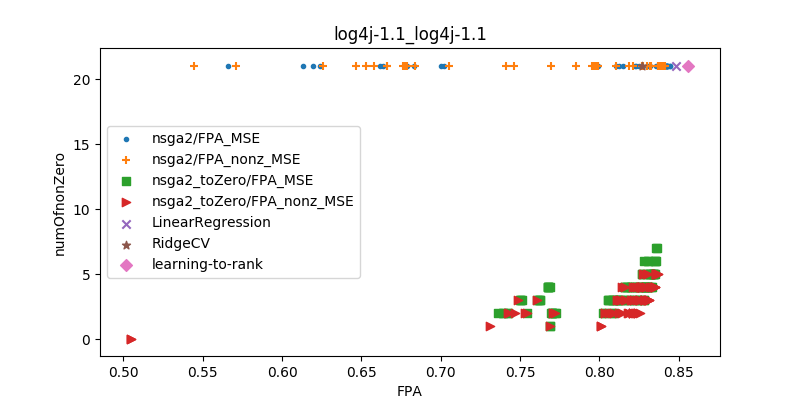 log4j-1.1_log4j-1.1
numOfnonZero
20
15
10
5
0
nsga2/FPA_MSE
nsga2/FPA_nonz_MSE
nsga2_toZero/FPA_MSE
nsga2_toZero/FPA_nonz_MSE
LinearRegression
RidgeCV
learning-to-rank
0.50 0.55 0.60 0.65 0.70 0.75 0.80 0.85
FPA